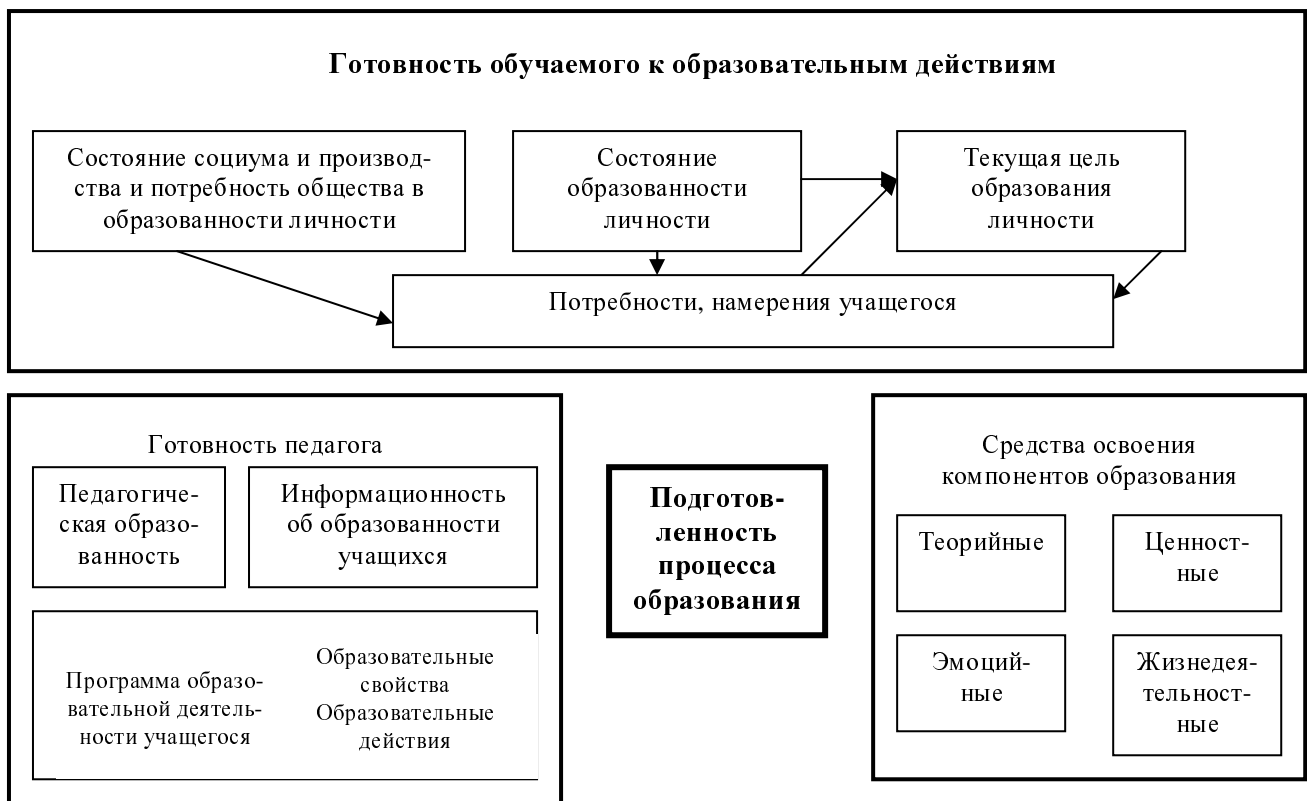 Готовность обучаемого к образовательным действиям
Состояние социума и производ-
ства и потребность общества в
образованности личности
Состояние
образованности
личности
Текущая цель
образования
личности
Потребности, намерения учащегося
Готовность педагога
Педагогиче-
ская образо-
ванность
Информационность
об образованности
учащихся
Программа образо-
вательной деятель-
ности учащегося
Образовательные
свойства
Образовательные
действия
Подготов-
ленность
процесса
образования
Средства освоения
компонентов образования
Теорийные
Ценност-
ные
Эмоций-
ные
Жизнедея-
тельност-
ные